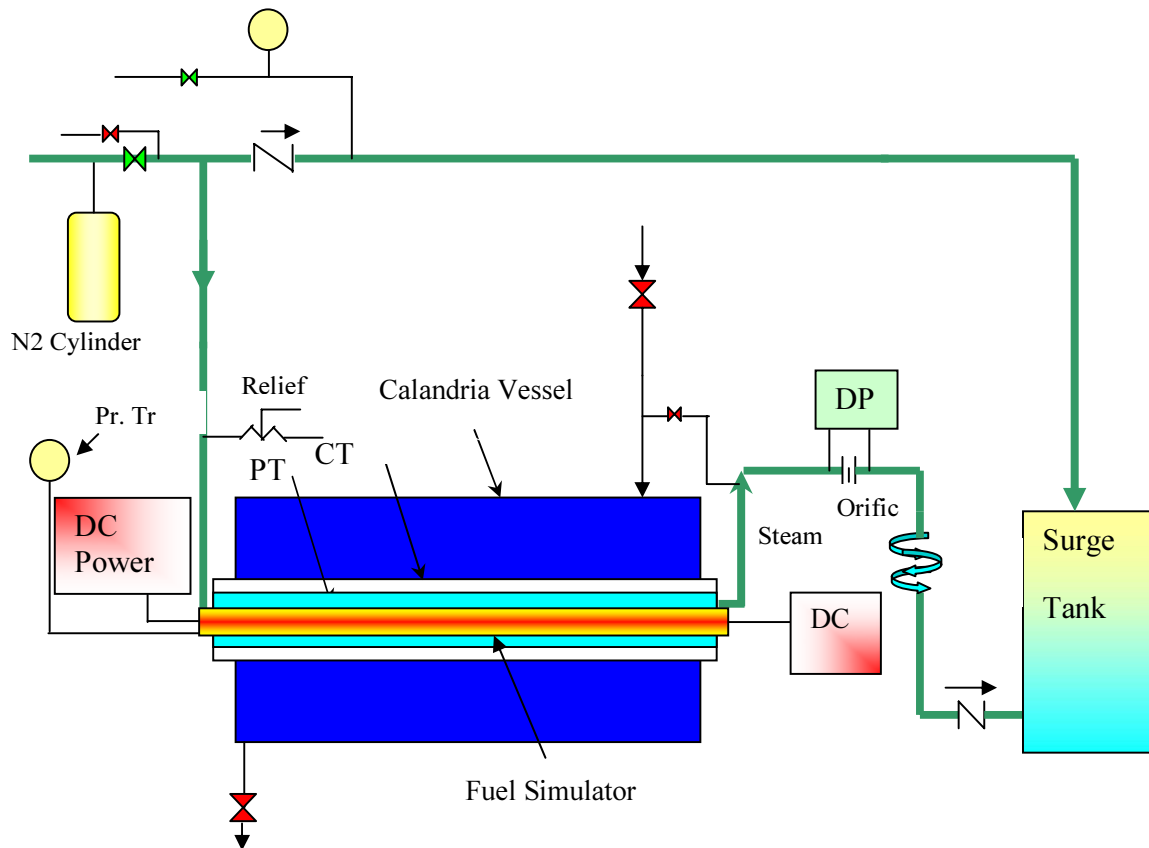 N2 Cylinder
Relief
Calandria Vessel
Pr. Tr
CT
PT
DP
DC
Power
Orific
Steam
Surge
Tank
DC
Fuel Simulator